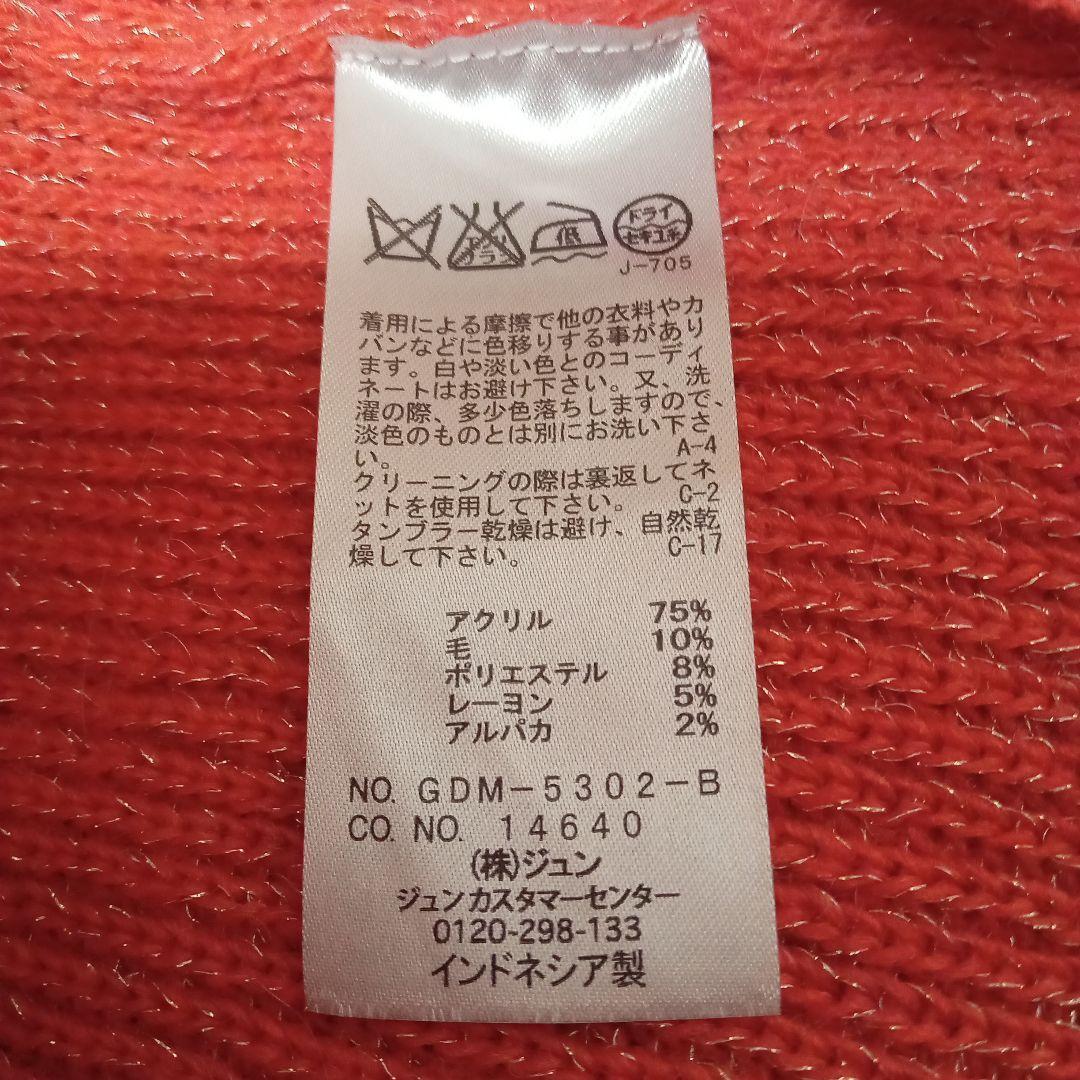 エンソ
サラシ
低
ドライ
セキユ系
J-705
着用による摩擦で他の衣料やカ
バンなどに色移りする事があり
ます。白や淡い色とのコーディ
ネートはお避け下さい。又、洗
濯の際、多少色落ちしますので、
淡色のものとは別にお洗い下さ
い。 A-4
クリーニングの際は裏返してネ
ットを使用して下さい。 C-2
タンブラー乾燥は避け、自然乾
燥して下さい。 C-17
アクリル 75%
毛 10%
ポリエステル 8%
レーヨン 5%
アルパカ 2%
NO. GDM-5302-B
CO. NO. 14640
(株)ジュン
ジュンカスタマーセンター
0120-298-133
インドネシア製